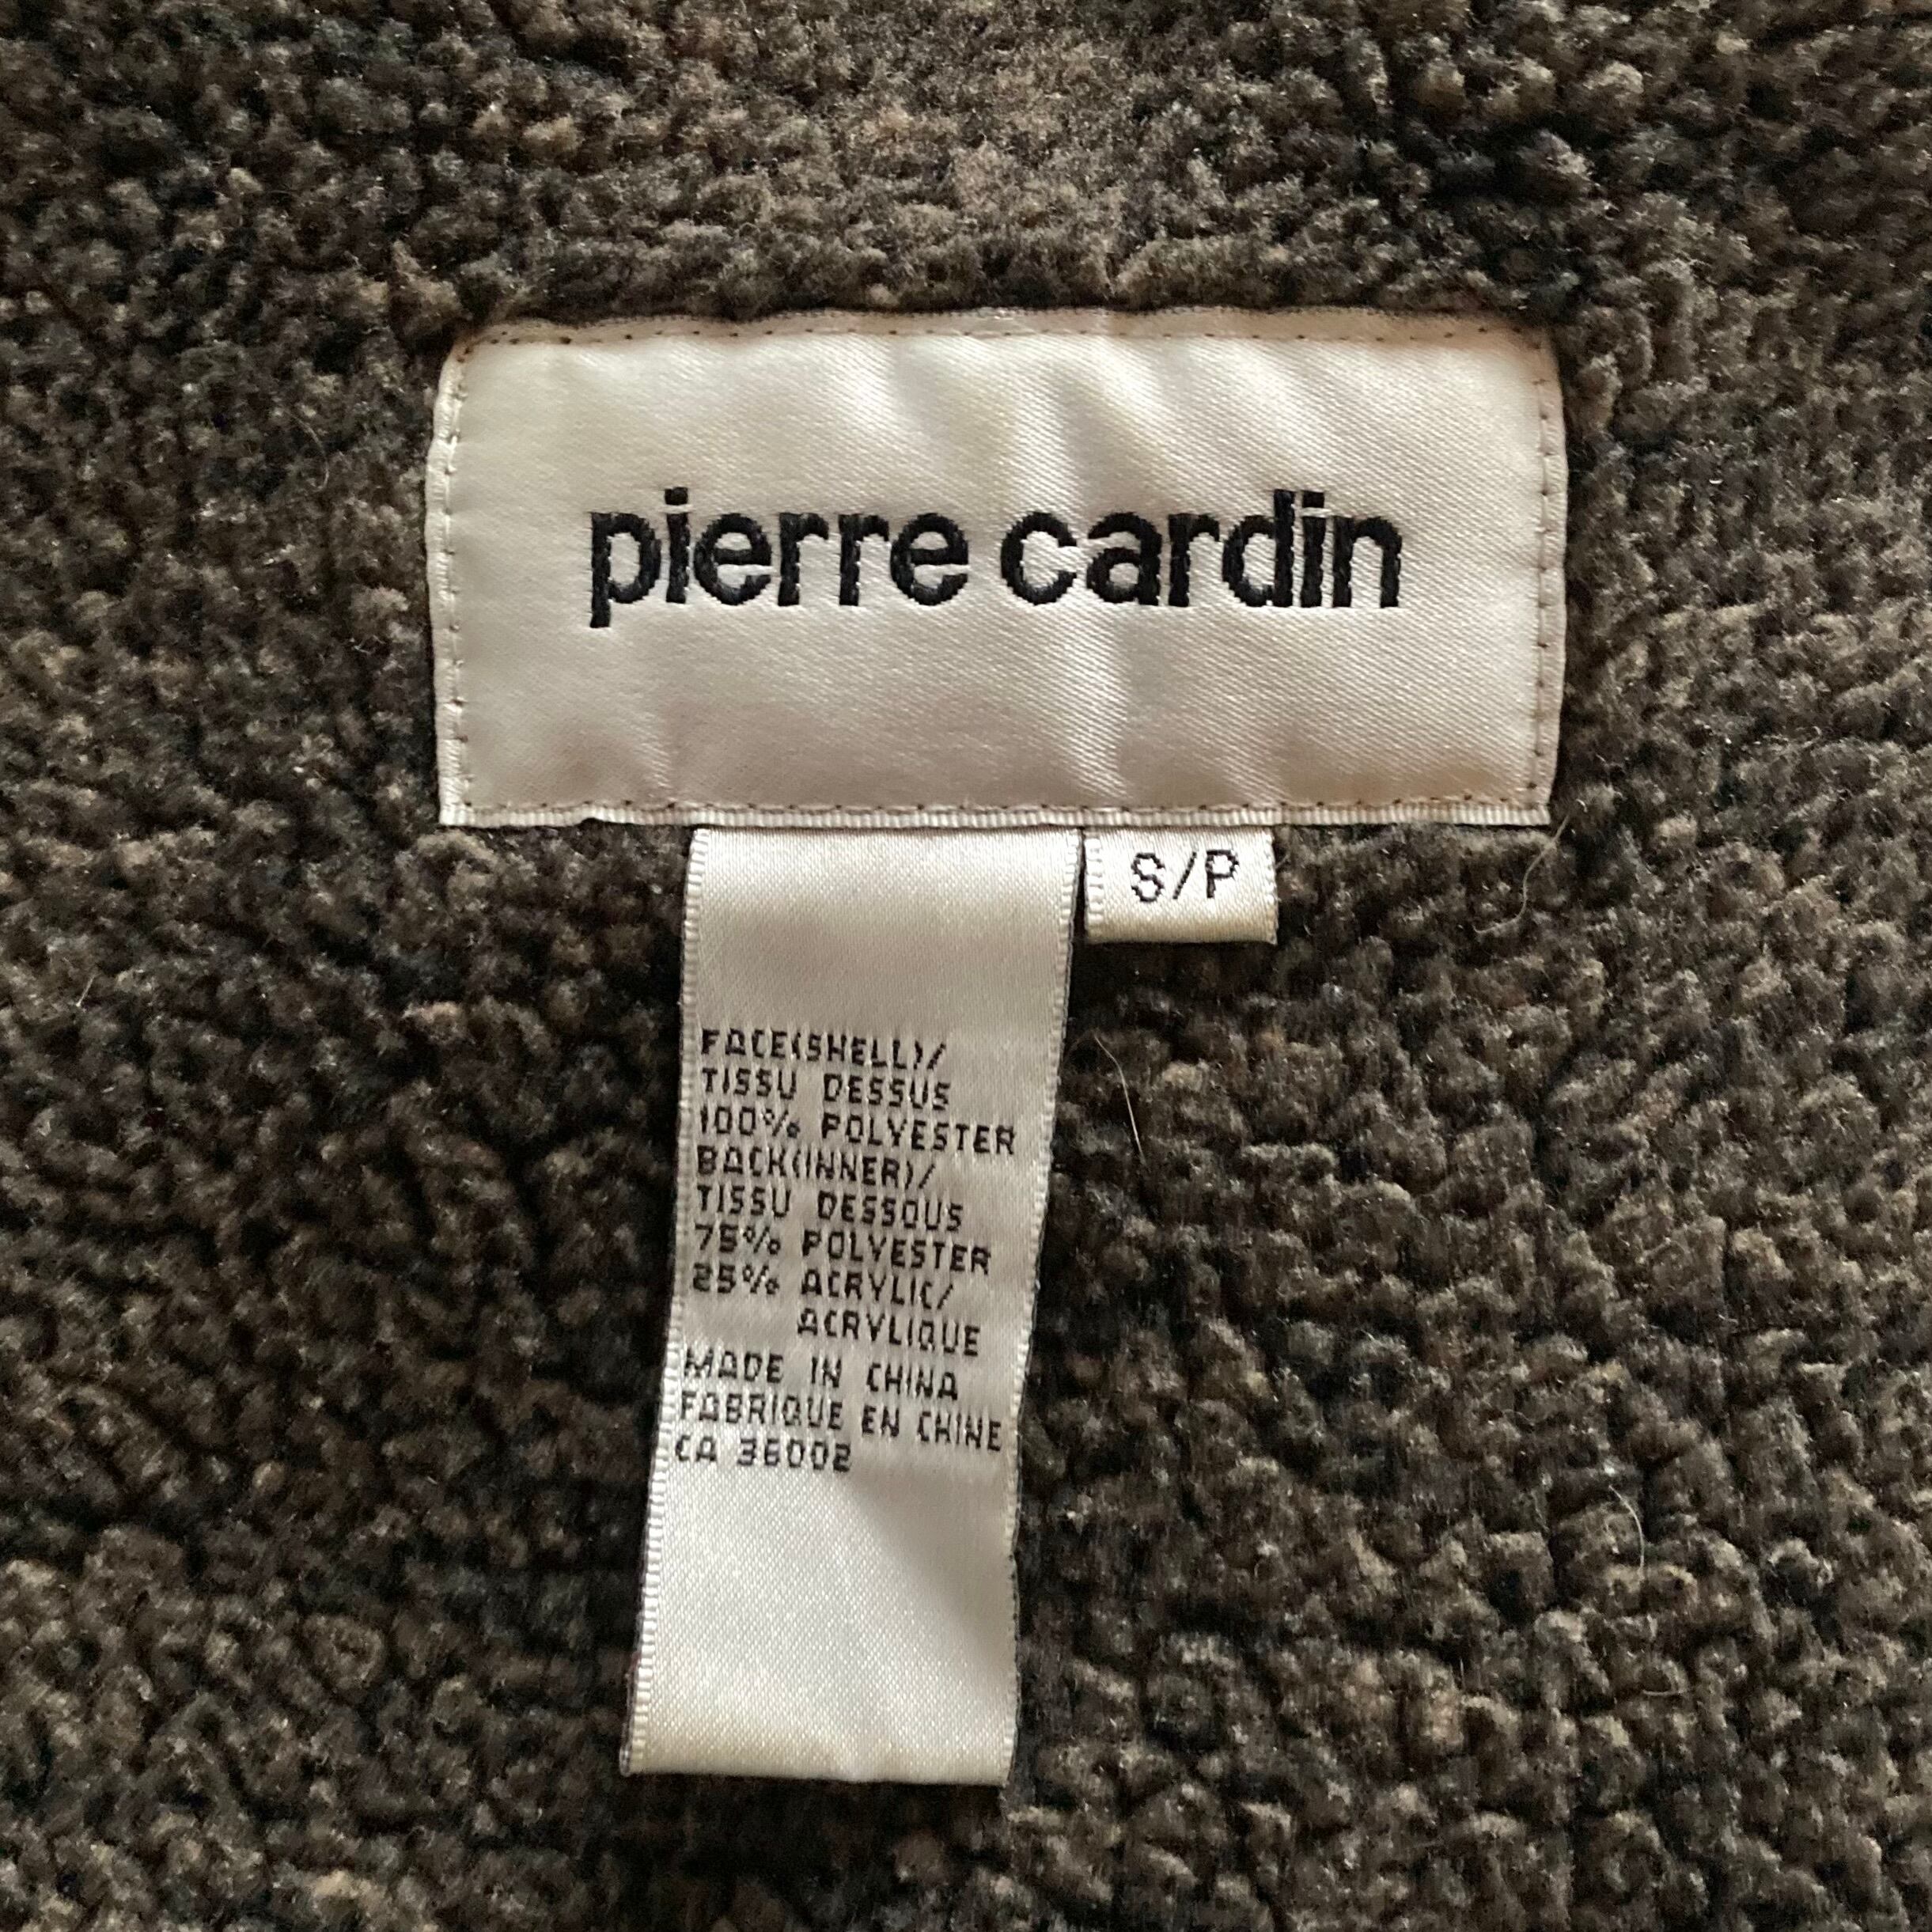 pierre cardin
S/P
FACE(SHELL)/
TISSU DESSUS
100% POLYESTER
BACK(INNER)/
TISSU DESSOUS
75% POLYESTER
25% ACRYLIC/
ACRYLIQUE
MADE IN CHINA
FABRIQUE EN CHINE
CA 36002